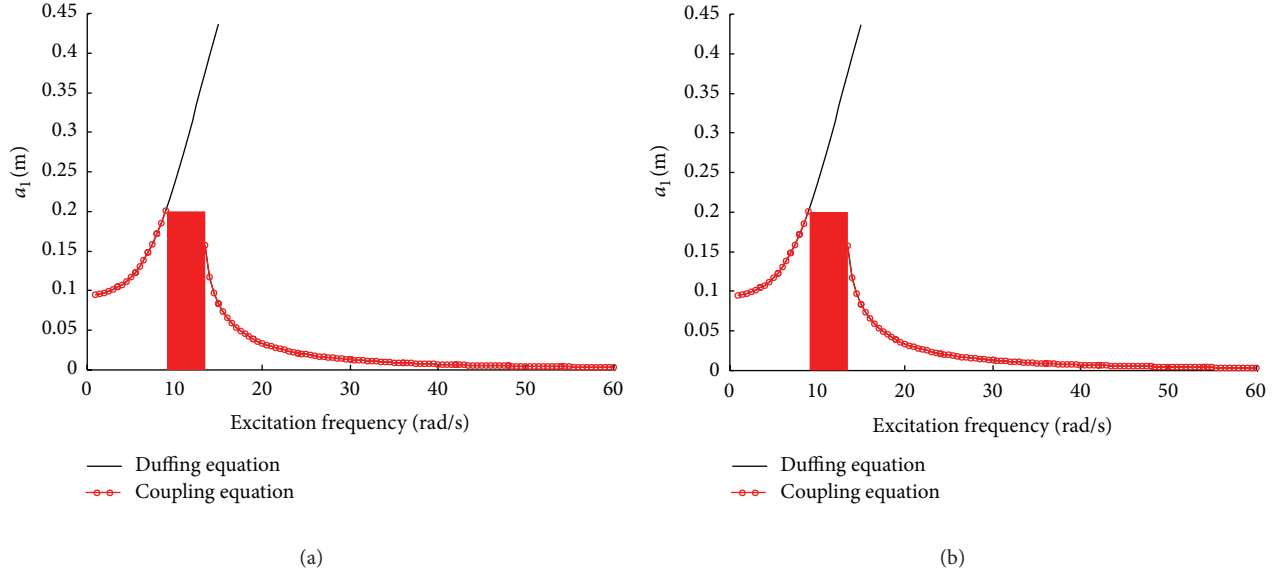 0.45
0.4
0.35
0.3
0.25
0.2
0.15
0.1
0.05
0
a1 (m)
0 10 20 30 40 50 60
Excitation frequency (rad/s)
Duffing equation
Coupling equation
(a)
0.45
0.4
0.35
0.3
0.25
0.2
0.15
0.1
0.05
0
a1 (m)
0 10 20 30 40 50 60
Excitation frequency (rad/s)
Duffing equation
Coupling equation
(b)